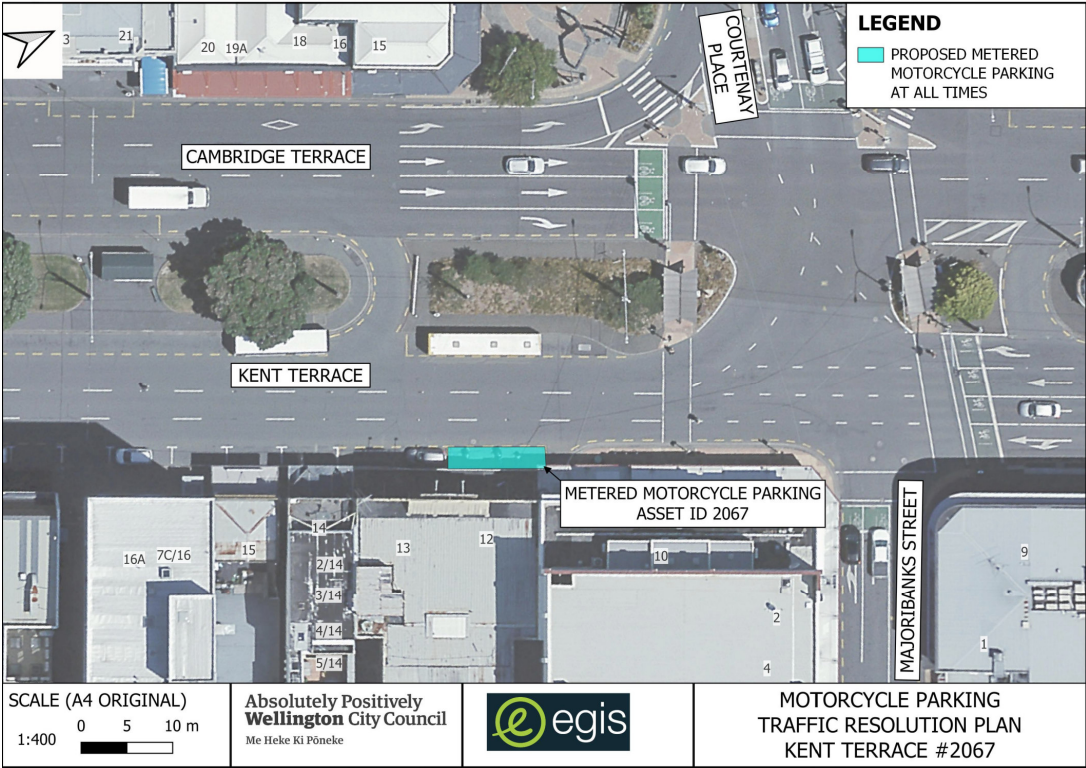 3
21
20
19A
18
16
15
COURTENAY
PLACE
LEGEND
PROPOSED METERED
MOTORCYCLE PARKING
AT ALL TIMES
CAMBRIDGE TERRACE
KENT TERRACE
METERED MOTORCYCLE PARKING
ASSET ID 2067
MAJORIBANKS STREET
16A
7C/16
15
14
2/14
3/14
4/14
5/14
13
12
10
2
4
9
1
SCALE (A4 ORIGINAL)
1:400
0 5 10 m
Absolutely Positively
Wellington City Council
Me Heke Ki Pōneke
egis
MOTORCYCLE PARKING
TRAFFIC RESOLUTION PLAN
KENT TERRACE #2067